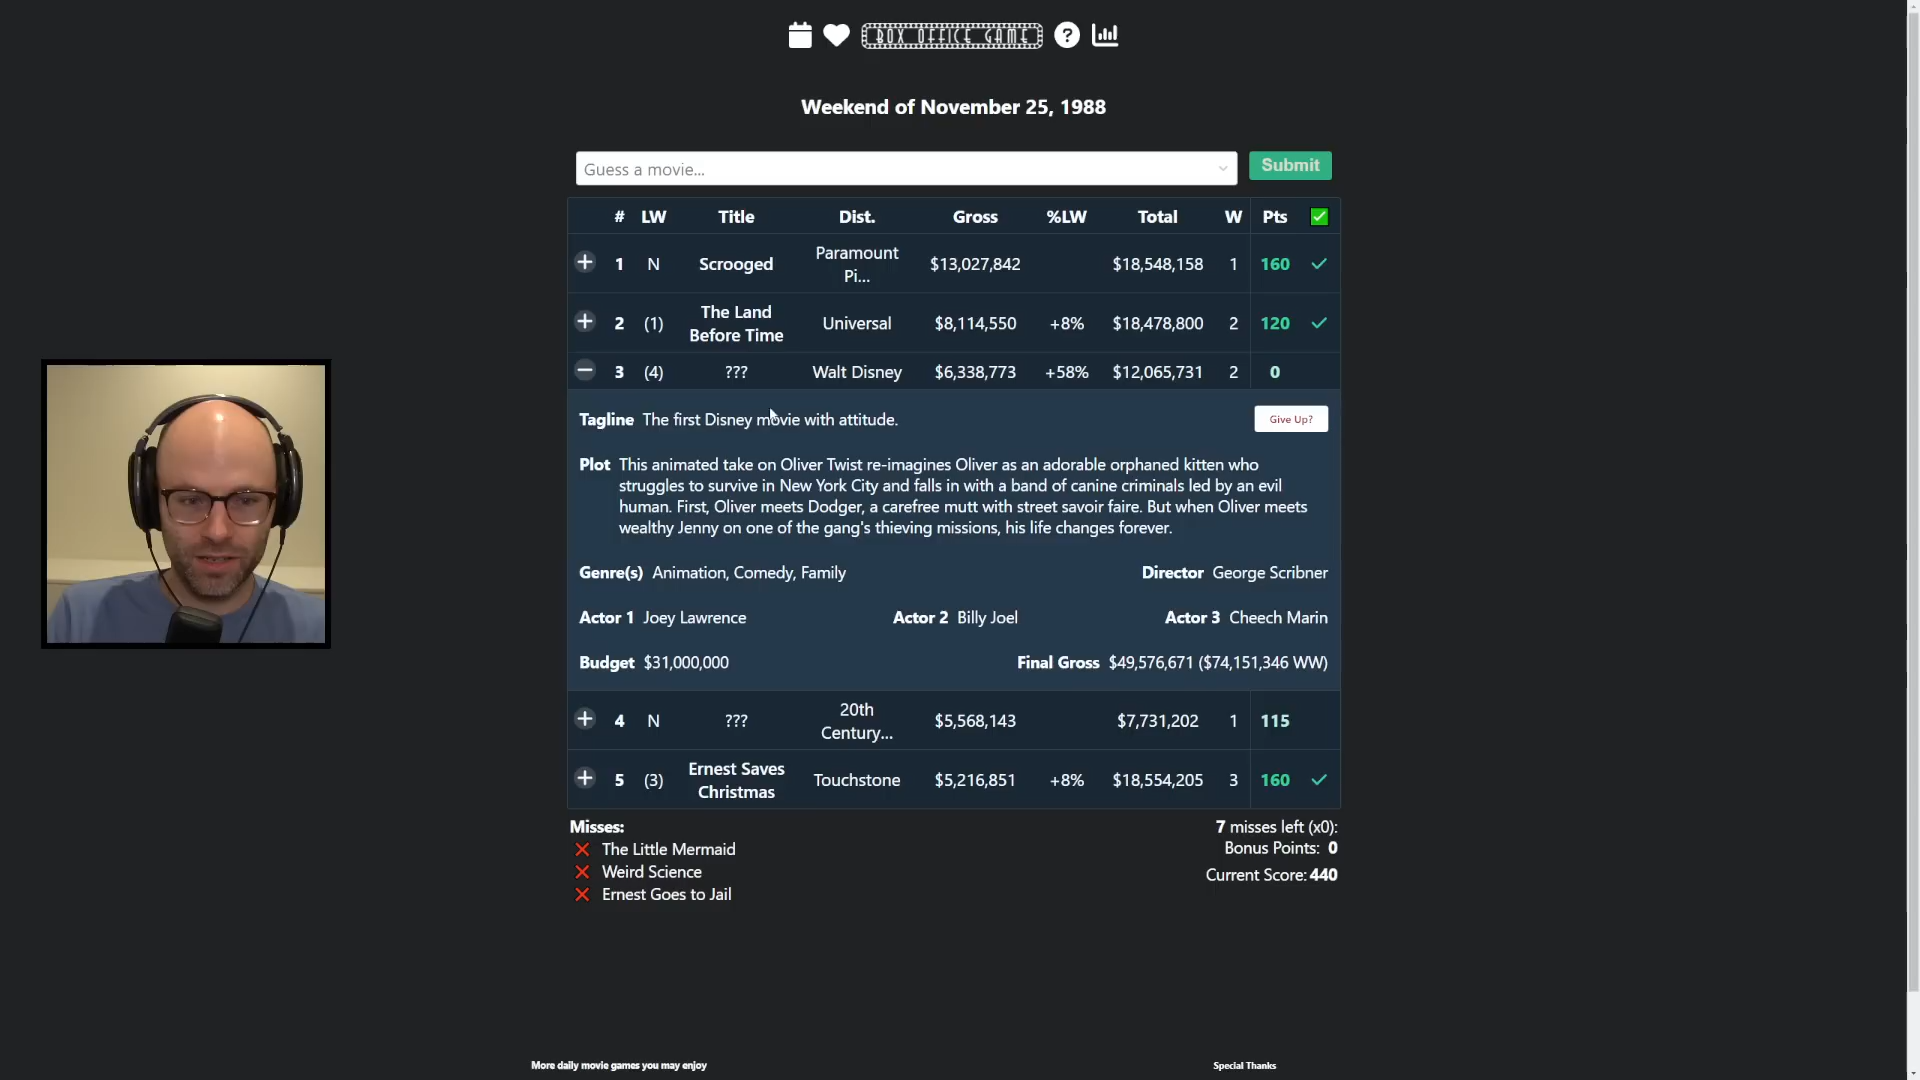 BOX OFFICE GAME
?
Weekend of November 25, 1988
Guess a movie...
Submit
# LW Title Dist. Gross %LW Total W Pts
1 N Scrooged Paramount Pi... $13,027,842 $18,548,158 1 160
2 (1) The Land Before Time Universal $8,114,550 +8% $18,478,800 2 120
3 (4) ??? Walt Disney $6,338,773 +58% $12,065,731 2 0
Tagline The first Disney movie with attitude.
Give Up?
Plot This animated take on Oliver Twist re-imagines Oliver as an adorable orphaned kitten who
struggles to survive in New York City and falls in with a band of canine criminals led by an evil
human. First, Oliver meets Dodger, a carefree mutt with street savoir faire. But when Oliver meets
wealthy Jenny on one of the gang's thieving missions, his life changes forever.
Genre(s) Animation, Comedy, Family
Director George Scribner
Actor 1 Joey Lawrence
Actor 2 Billy Joel
Actor 3 Cheech Marin
Budget $31,000,000
Final Gross $49,576,671 ($74,151,346 WW)
4 N ??? 20th Century... $5,568,143 $7,731,202 1 115
5 (3) Ernest Saves Christmas Touchstone $5,216,851 +8% $18,554,205 3 160
Misses:
The Little Mermaid
Weird Science
Ernest Goes to Jail
7 misses left (x0):
Bonus Points: 0
Current Score: 440
More daily movie games you may enjoy
Special Thanks